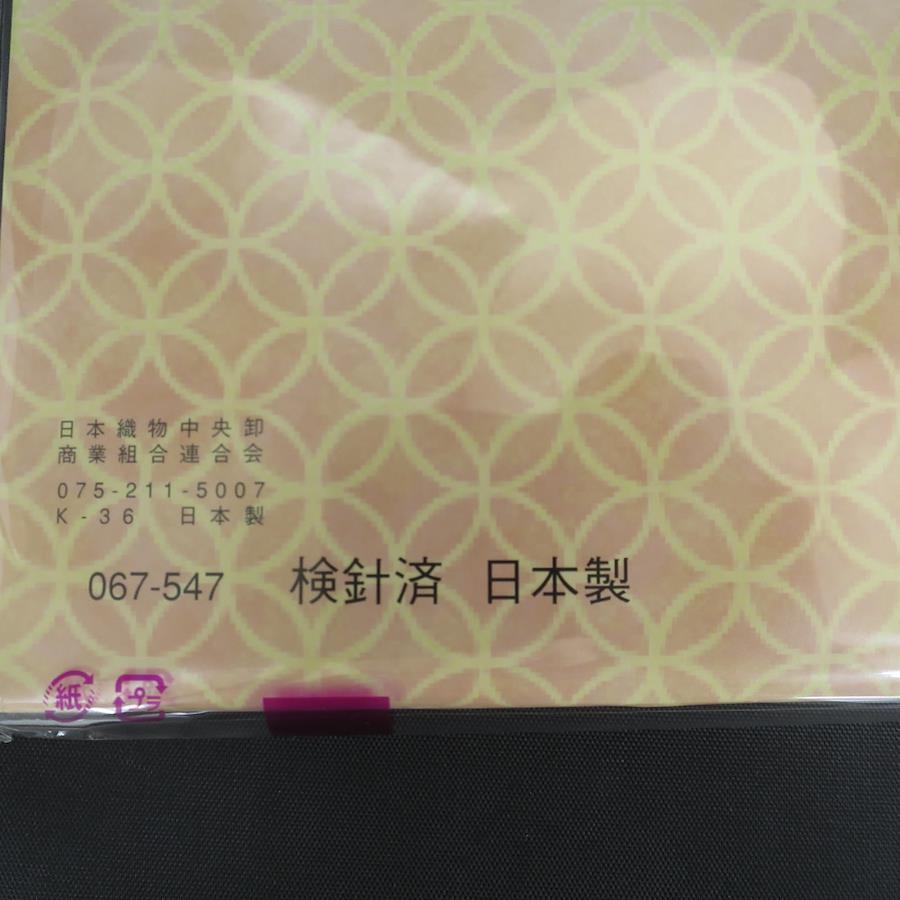 日本織物中央卸
商業組合連合会
075-211-5007
K-36 日本製
067-547 検針済 日本製
紙 プラ